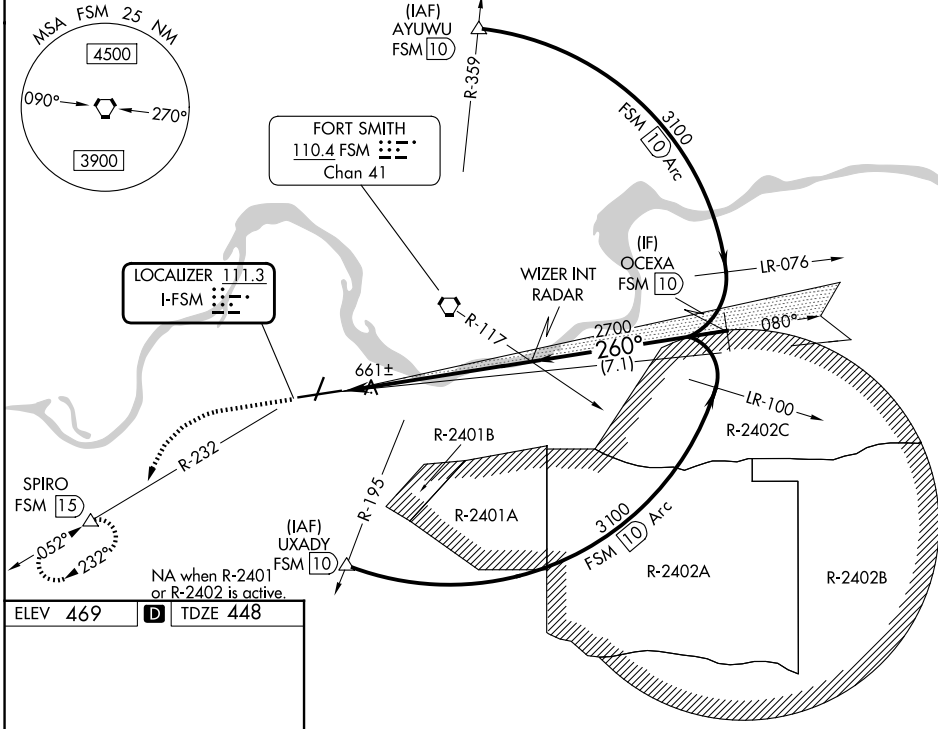 MSA FSM 25 NM
4500
090°
270°
3900
(IAF)
AYUWU
FSM 10
R-359
3100
FSM 10 Arc
FORT SMITH
110.4 FSM
Chan 41
(IF)
OCEXA
FSM 10
LR-076
LOCALIZER 111.3
I-FSM
WIZER INT
RADAR
R-117
2700
260°
(7.1)
080°
661±
LR-100
R-2402C
R-232
R-2401B
R-195
SPIRO
FSM 15
052°
232°
R-2401A
(IAF)
UXADY
FSM 10
3100
FSM 10 Arc
R-2402A
R-2402B
NA when R-2401
or R-2402 is active.
ELEV 469
D
TDZE 448